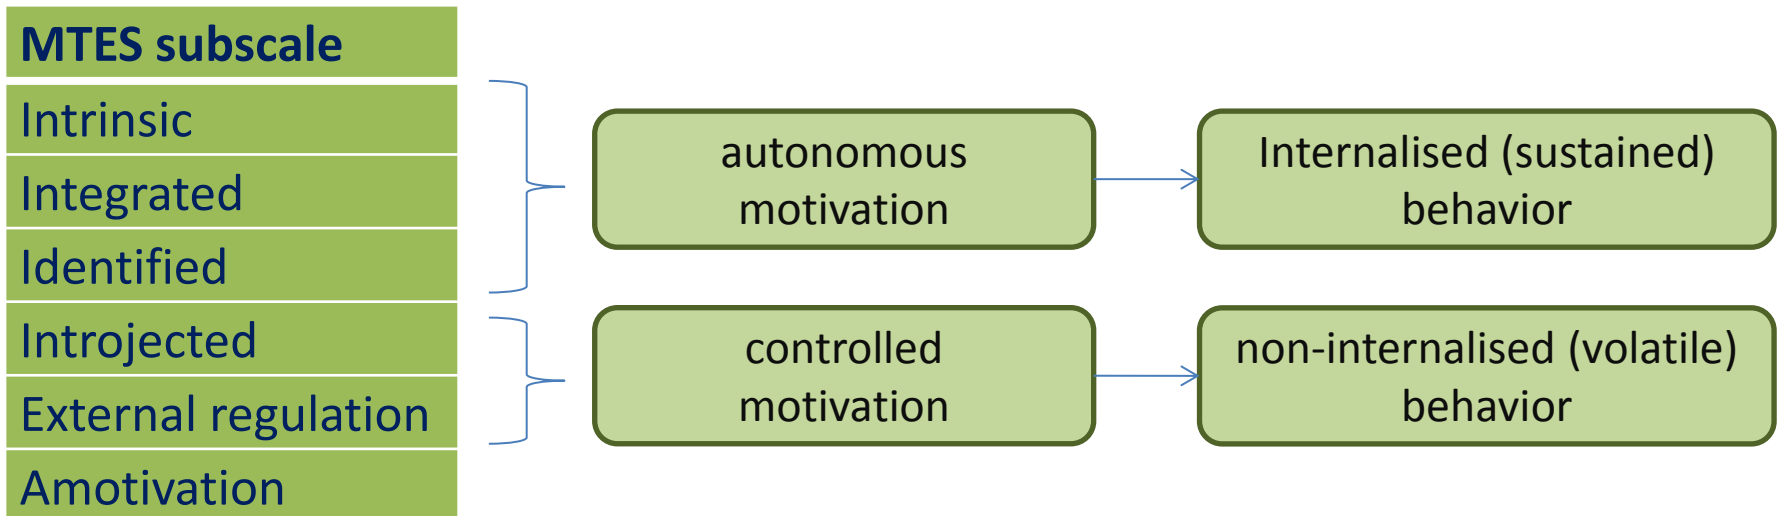 MTES subscale
Intrinsic
Integrated
Identified
Introjected
External regulation
Amotivation
autonomous
motivation
Internalised (sustained)
behavior
controlled
motivation
non-internalised (volatile)
behavior